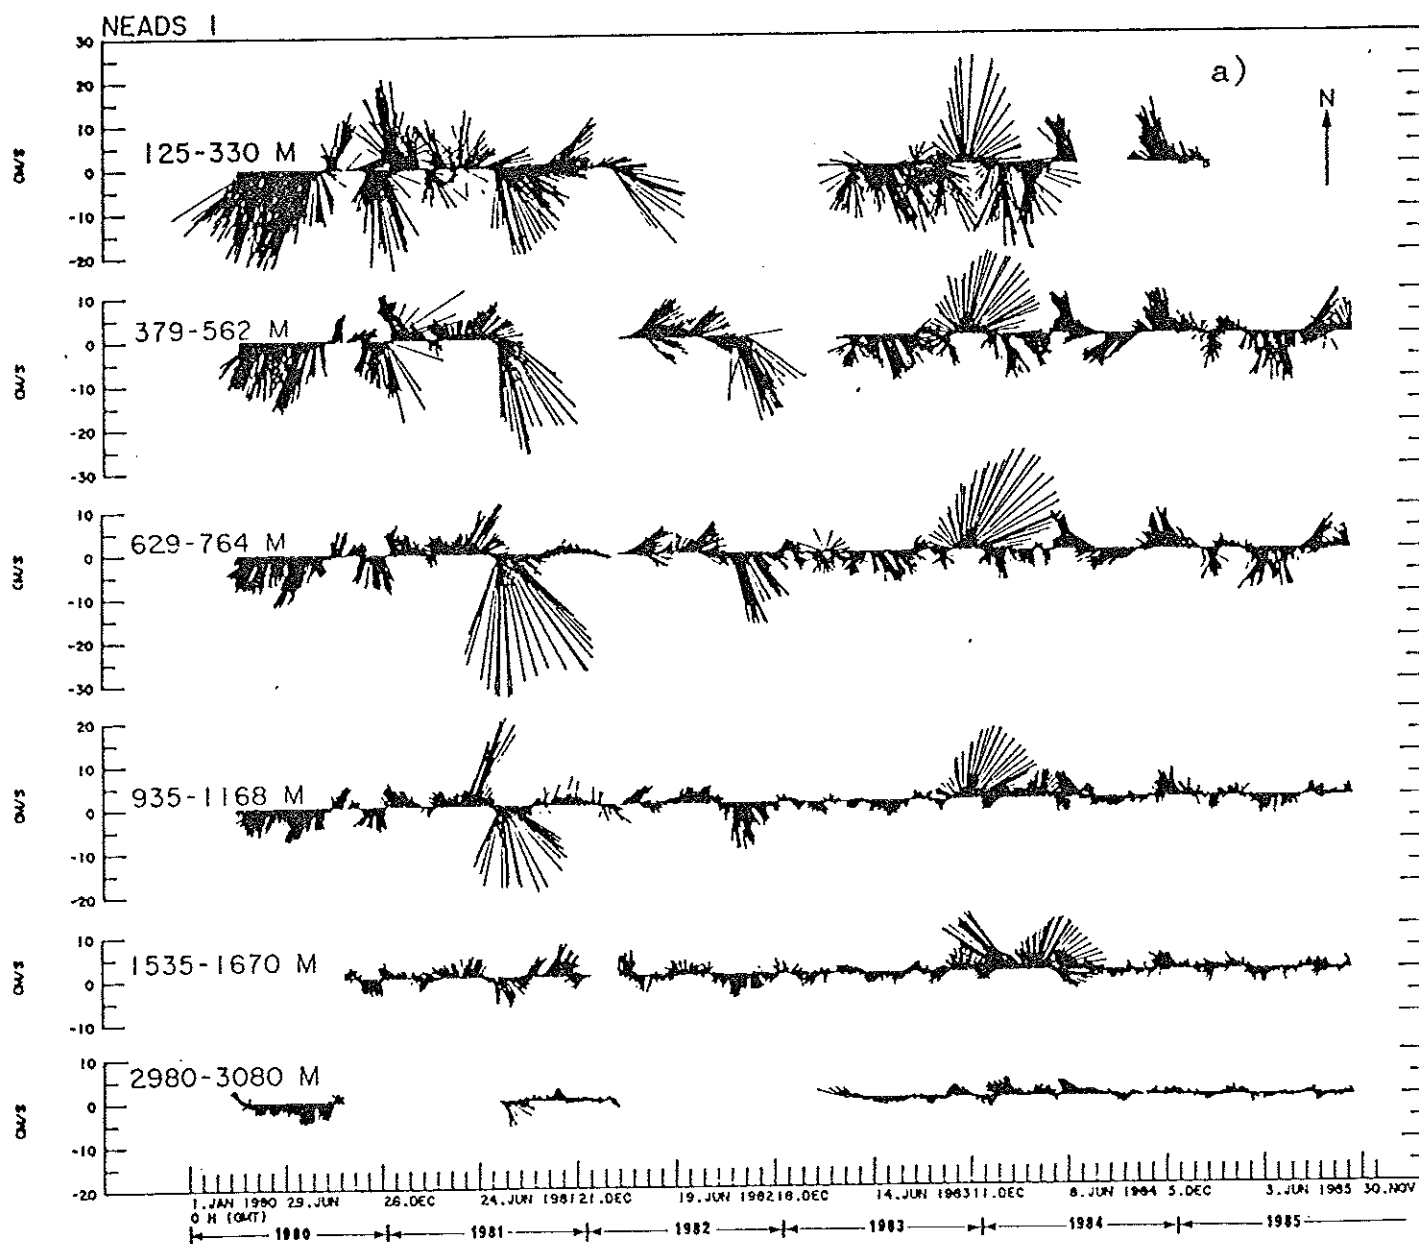 NEADS 1
a)
N
30
20
10
0
-10
-20
CM/S
125-330 M
10
0
-10
-20
-30
CM/S
379-562 M
10
0
-10
-20
-30
CM/S
629-764 M
20
10
0
-10
-20
CM/S
935-1168 M
10
0
-10
CM/S
1535-1670 M
10
0
-10
-20
CM/S
2980-3080 M
1.JAN 1980 29.JUN 26.DEC 24.JUN 1981 21.DEC 19.JUN 1982 16.DEC 14.JUN 1983 11.DEC 8.JUN 1984 5.DEC 3.JUN 1985 30.NOV
0 H (GMT)
1980 1981 1982 1983 1984 1985